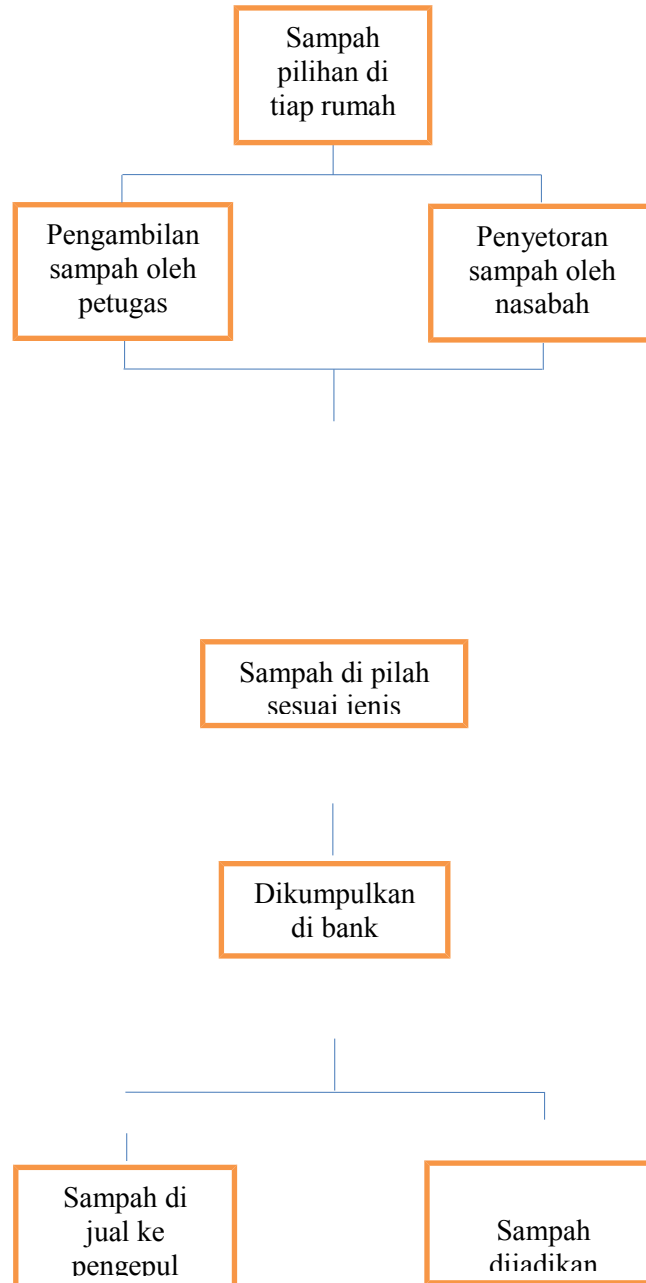 Sampah
pilihan di
tiap rumah
Pengambilan
sampah oleh
petugas
Penyetoran
sampah oleh
nasabah
Sampah di pilah
sesuai jenis
Dikumpulkan
di bank
Sampah di
jual ke
pengepul
Sampah
dijadikan